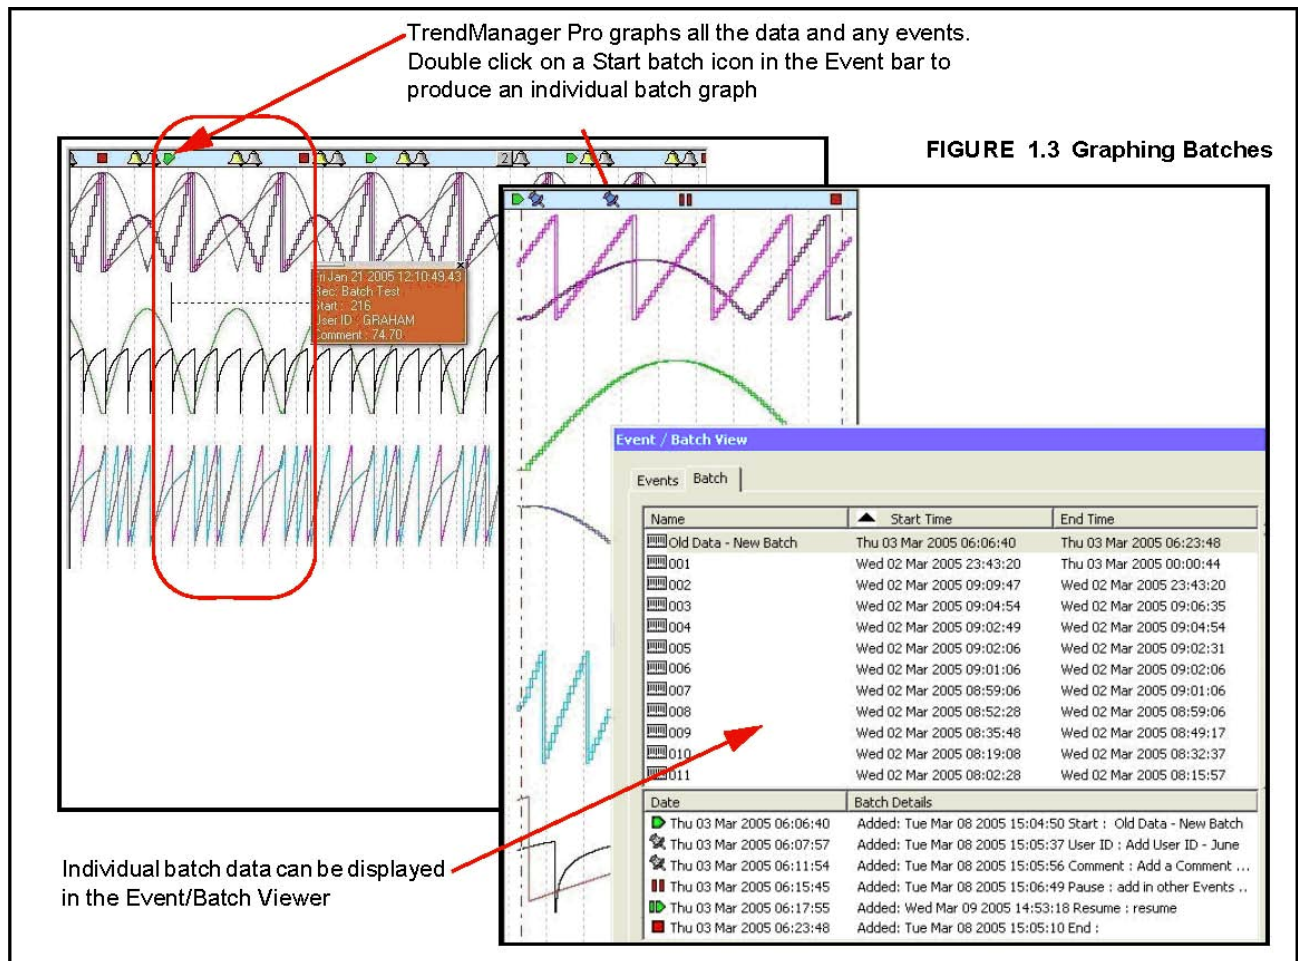 TrendManager Pro graphs all the data and any events.
Double click on a Start batch icon in the Event bar to
produce an individual batch graph
FIGURE 1.3 Graphing Batches
2
Fri Jan 21 2005 12:10:49.43
Rec: Batch Test
Start : 216
User ID : GRAHAM
Comment : 74.70
Event / Batch View
Events Batch
Name Start Time End Time
Old Data - New Batch Thu 03 Mar 2005 06:06:40 Thu 03 Mar 2005 06:23:48
001 Wed 02 Mar 2005 23:43:20 Thu 03 Mar 2005 00:00:44
002 Wed 02 Mar 2005 09:09:47 Wed 02 Mar 2005 23:43:20
003 Wed 02 Mar 2005 09:04:54 Wed 02 Mar 2005 09:06:35
004 Wed 02 Mar 2005 09:02:49 Wed 02 Mar 2005 09:04:54
005 Wed 02 Mar 2005 09:02:06 Wed 02 Mar 2005 09:02:31
006 Wed 02 Mar 2005 09:01:06 Wed 02 Mar 2005 09:02:06
007 Wed 02 Mar 2005 08:59:06 Wed 02 Mar 2005 09:01:06
008 Wed 02 Mar 2005 08:52:28 Wed 02 Mar 2005 08:59:06
009 Wed 02 Mar 2005 08:35:48 Wed 02 Mar 2005 08:49:17
010 Wed 02 Mar 2005 08:19:08 Wed 02 Mar 2005 08:32:37
011 Wed 02 Mar 2005 08:02:28 Wed 02 Mar 2005 08:15:57
Date Batch Details
Thu 03 Mar 2005 06:06:40 Added: Tue Mar 08 2005 15:04:50 Start : Old Data - New Batch
Thu 03 Mar 2005 06:07:57 Added: Tue Mar 08 2005 15:05:37 User ID : Add User ID - June
Thu 03 Mar 2005 06:11:54 Added: Tue Mar 08 2005 15:05:56 Comment : Add a Comment ...
Thu 03 Mar 2005 06:15:45 Added: Tue Mar 08 2005 15:06:49 Pause : add in other Events ..
Thu 03 Mar 2005 06:17:55 Added: Wed Mar 09 2005 14:53:18 Resume : resume
Thu 03 Mar 2005 06:23:48 Added: Tue Mar 08 2005 15:05:10 End :
Individual batch data can be displayed
in the Event/Batch Viewer